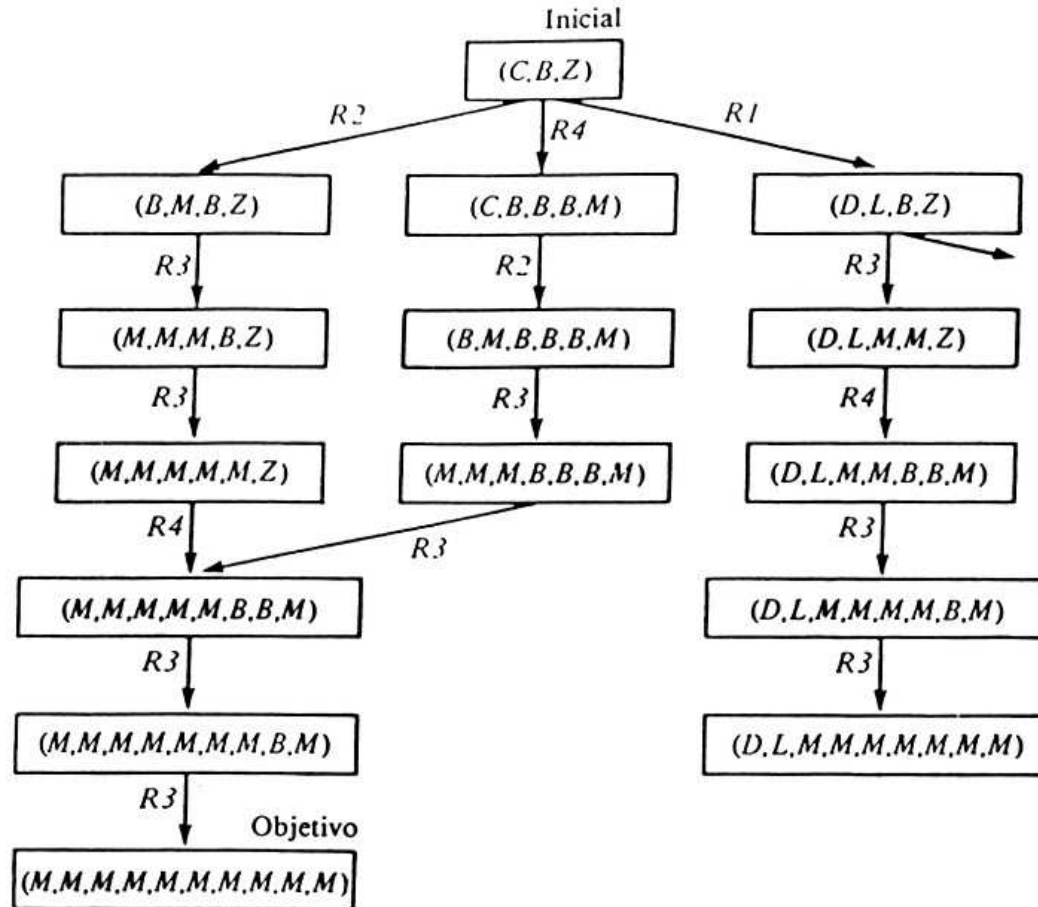 Inicial
(C,B,Z)
R2
R4
R1
(B,M,B,Z)
(C,B,B,B,M)
(D,L,B,Z)
R3
R2
R3
(M,M,M,B,Z)
(B,M,B,B,B,M)
(D,L,M,M,Z)
R3
R3
R4
(M,M,M,M,M,Z)
(M,M,M,B,B,B,M)
(D,L,M,M,B,B,M)
R4
R3
R3
(M,M,M,M,M,B,B,M)
(D,L,M,M,M,M,B,M)
R3
R3
(M,M,M,M,M,M,M,B,M)
(D,L,M,M,M,M,M,M,M)
R3
Objetivo
(M,M,M,M,M,M,M,M,M,M)